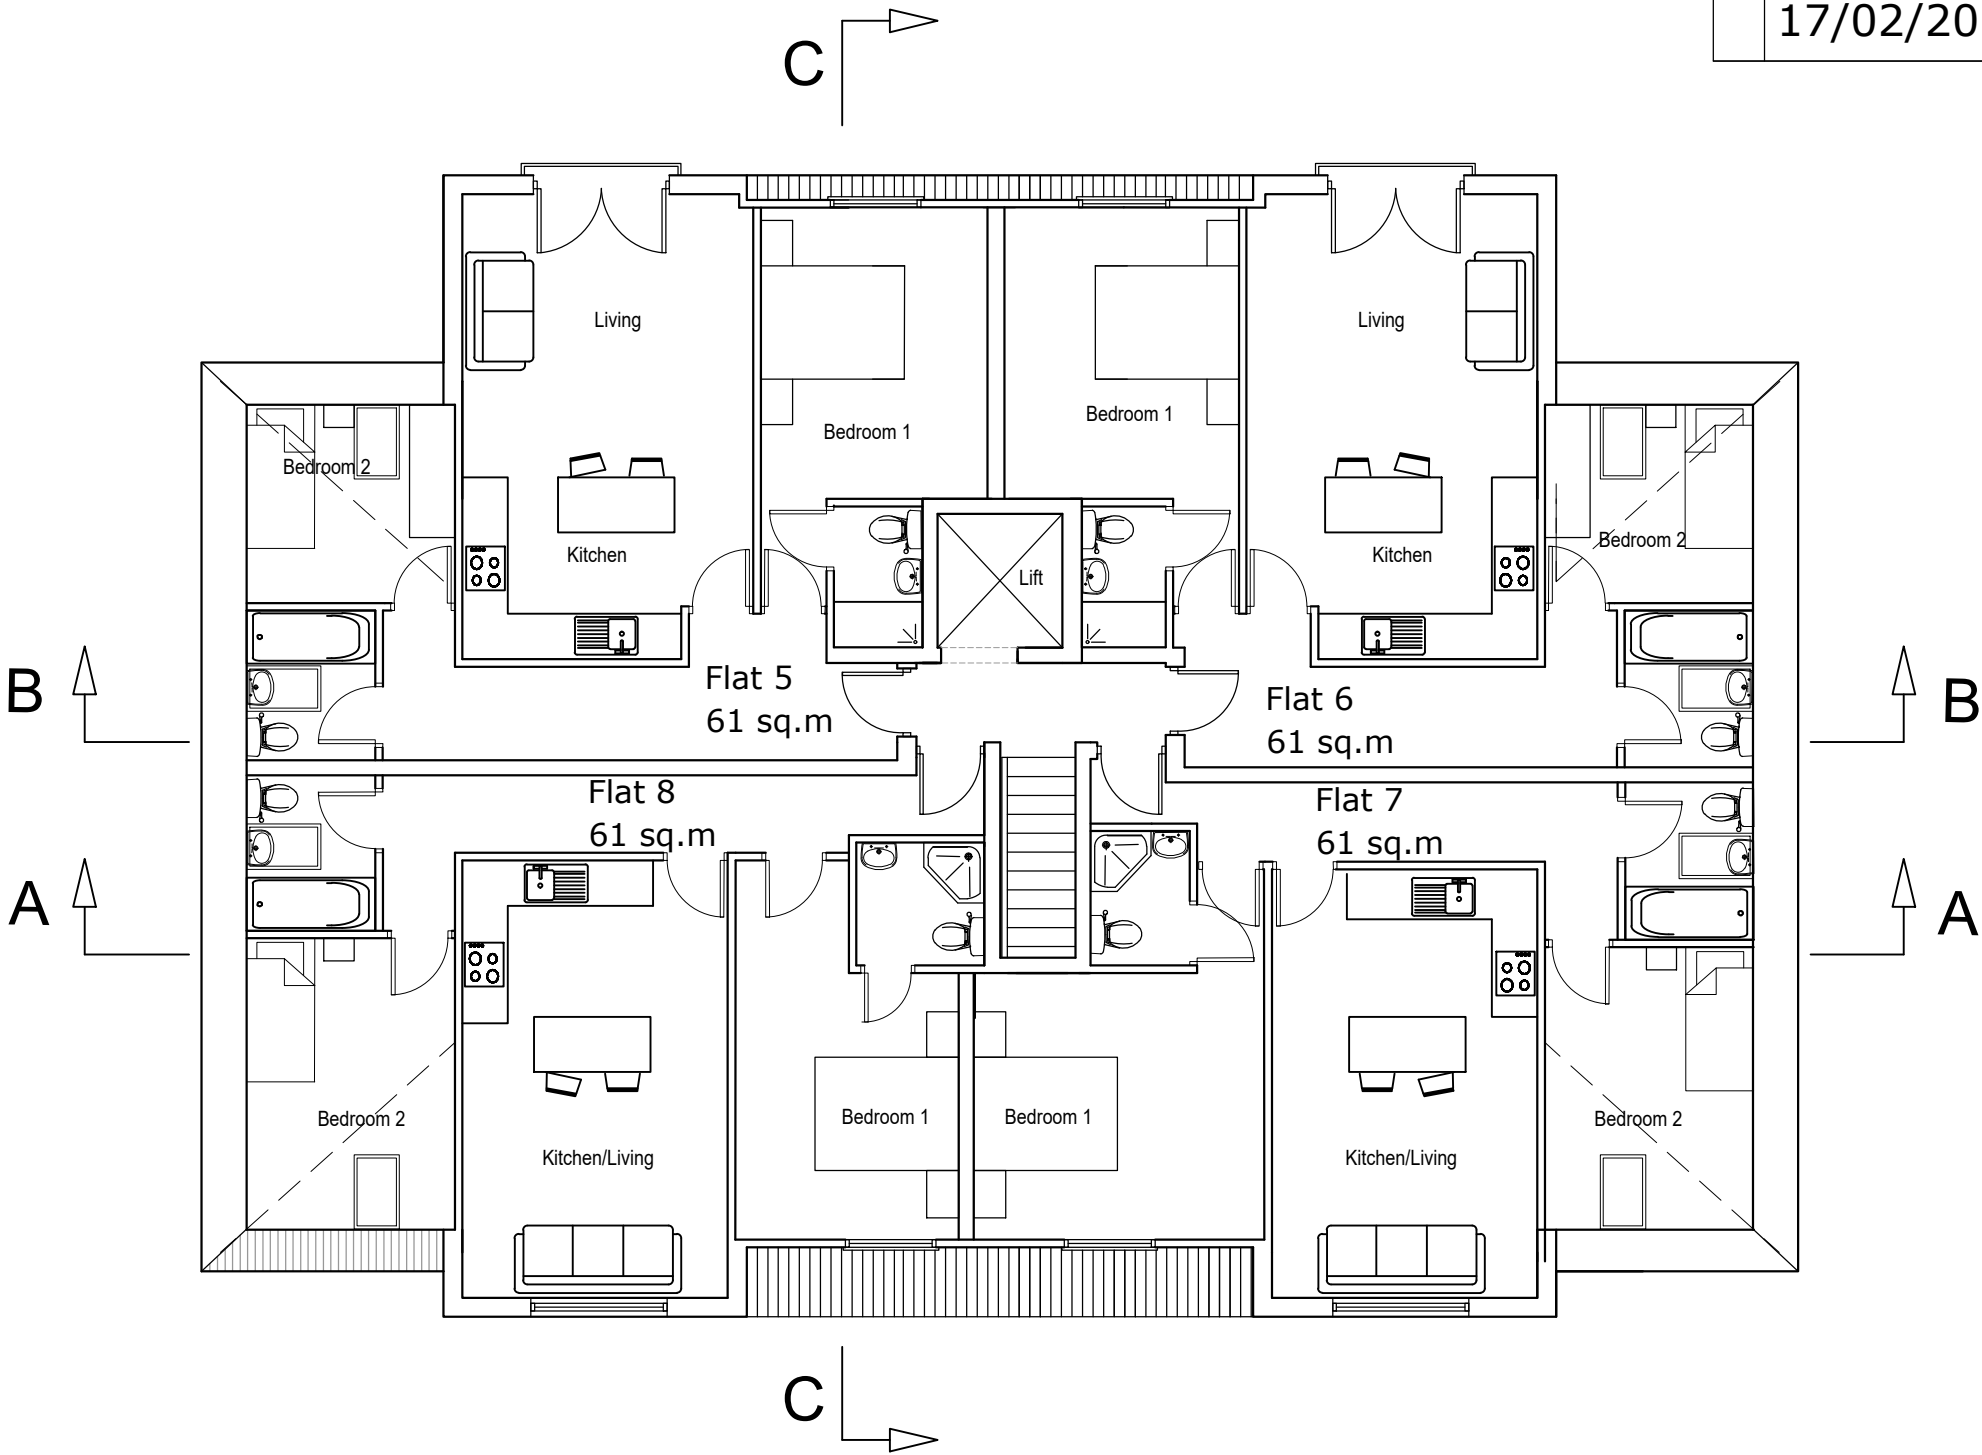 17/02/20
C
Living
Living
Bedroom 1
Bedroom 1
Bedroom 2
Kitchen
Lift
Kitchen
Bedroom 2
B
Flat 5
61 sq.m
Flat 6
61 sq.m
B
Flat 8
61 sq.m
Flat 7
61 sq.m
A
A
Bedroom 2
Bedroom 1
Bedroom 1
Bedroom 2
Kitchen/Living
Kitchen/Living
C